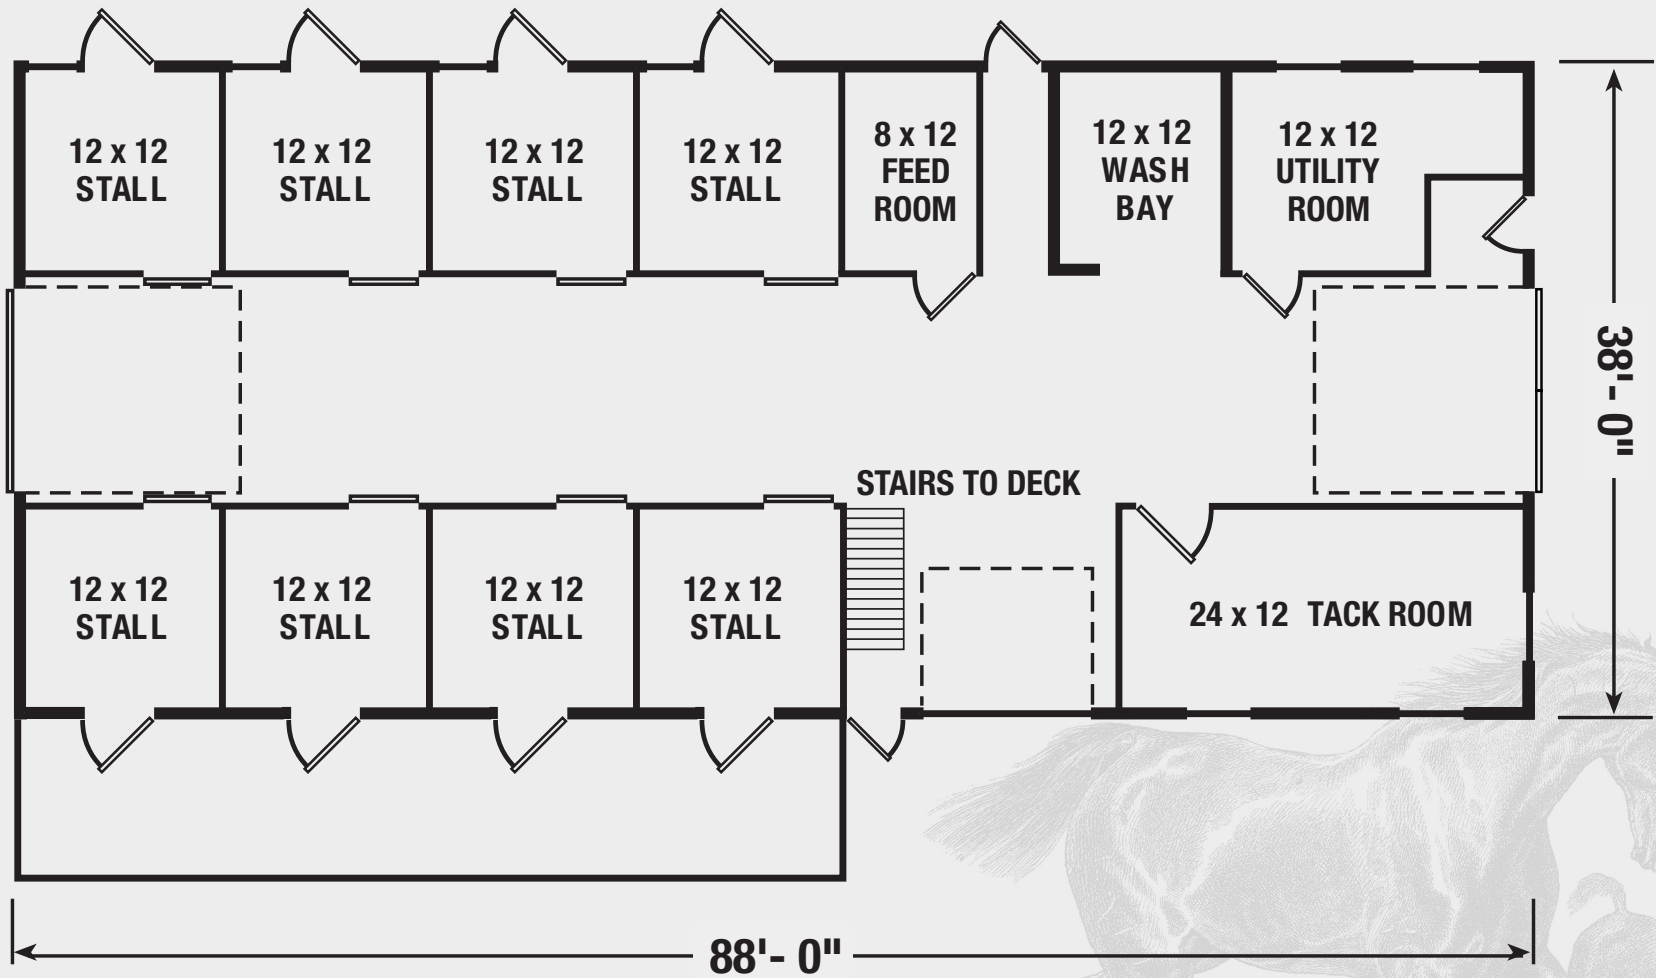 12 x 12
STALL
12 x 12
STALL
12 x 12
STALL
12 x 12
STALL
8 x 12
FEED
ROOM
12 x 12
WASH
BAY
12 x 12
UTILITY
ROOM
38'- 0"
STAIRS TO DECK
12 x 12
STALL
12 x 12
STALL
12 x 12
STALL
12 x 12
STALL
24 x 12 TACK ROOM
88'- 0"